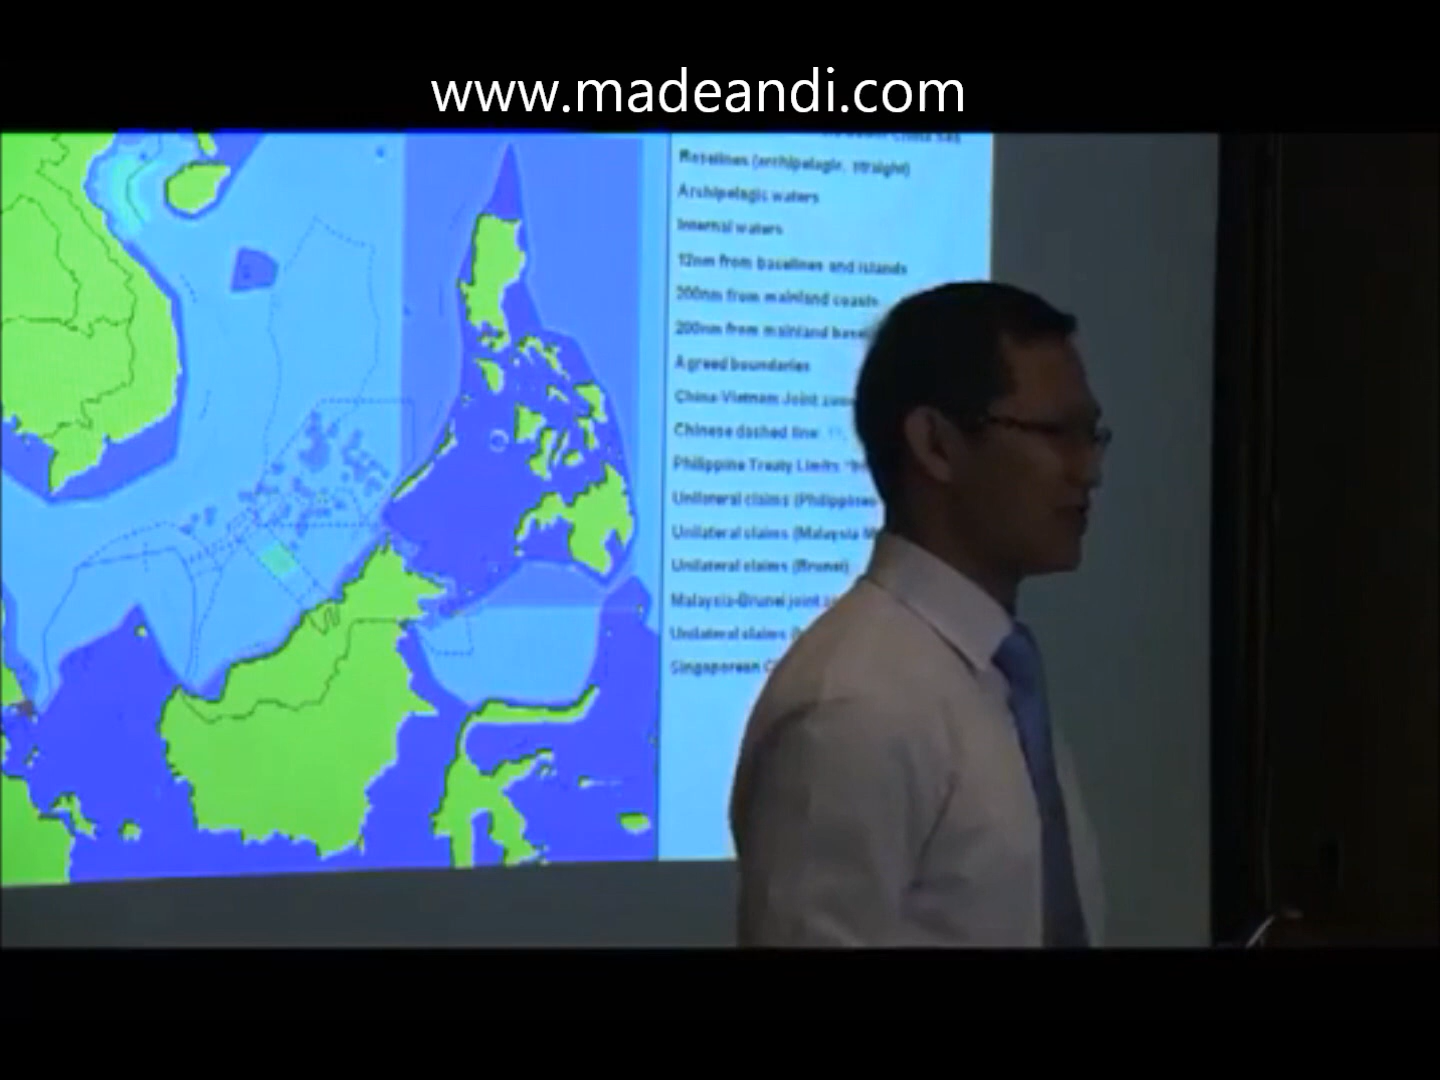 www.madeandi.com
Baselines (archipelagic, straight)
Archipelagic waters
Internal waters
12nm from baselines and islands
200nm from mainland coasts
200nm from mainland
Agreed boundaries
China-Vietnam Joint zone
Chinese dashed line
Philippine Treaty Limits
Unilateral claims (Philippines
Unilateral claims (Malaysia
Unilateral claims (Brunei)
Malaysia-Brunei joint
Unilateral claims
Singaporean